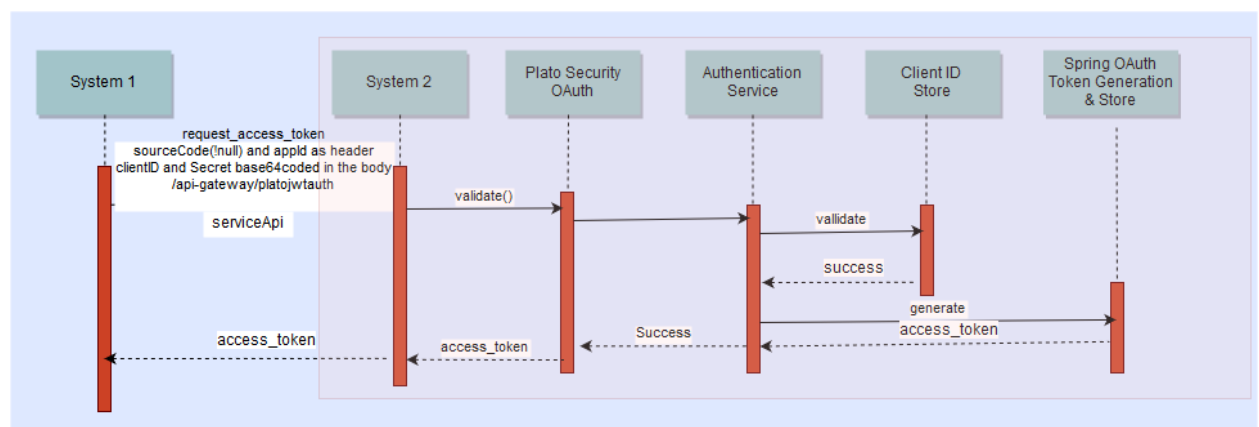 System 1
System 2
Plato Security
OAuth
Authentication
Service
Client ID
Store
Spring OAuth
Token Generation
& Store
request_access_token
sourceCode(!null) and appId as header
clientID and Secret base64coded in the body
/api-gateway/platojwtauth
serviceApi
validate()
vallidate
success
generate
access_token
Success
access_token
access_token